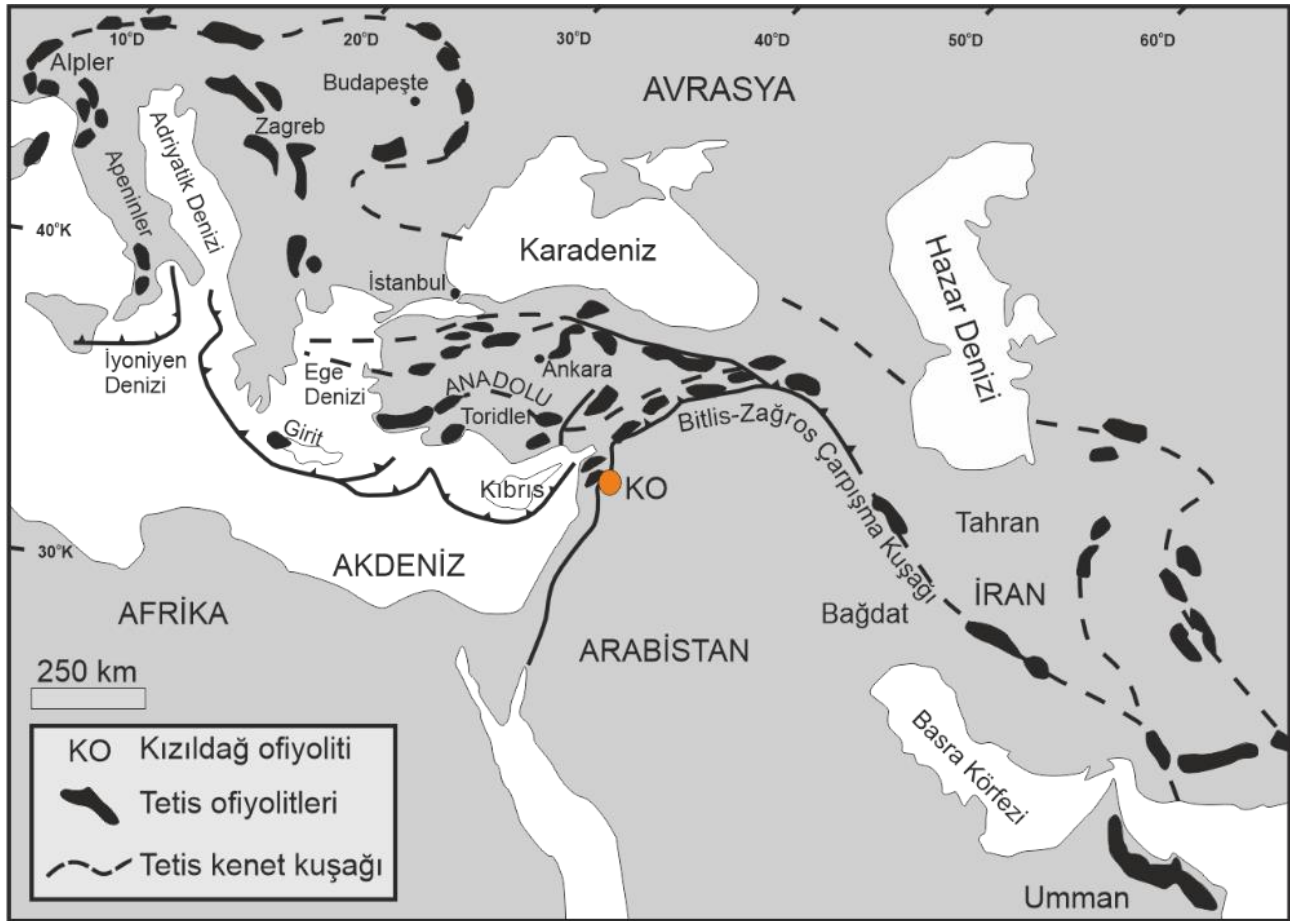 10°D
20°D
30°D
40°D
50°D
60°D
Alpler
Budapeşte
AVRASYA
Zagreb
Adriyatik Denizi
Apeninler
40°K
Karadeniz
Hazar Denizi
İstanbul
İyoniyen
Denizi
Ege
Denizi
Ankara
ANADOLU
Toridler
Girit
Bitlis-Zağros Çarpışma Kuşağı
Kıbrıs
KO
Tahran
30°K
AKDENİZ
İRAN
AFRİKA
Bağdat
ARABİSTAN
250 km
Basra Körfezi
KO Kızıldağ ofiyoliti
Tetis ofiyolitleri
Tetis kenet kuşağı
Umman